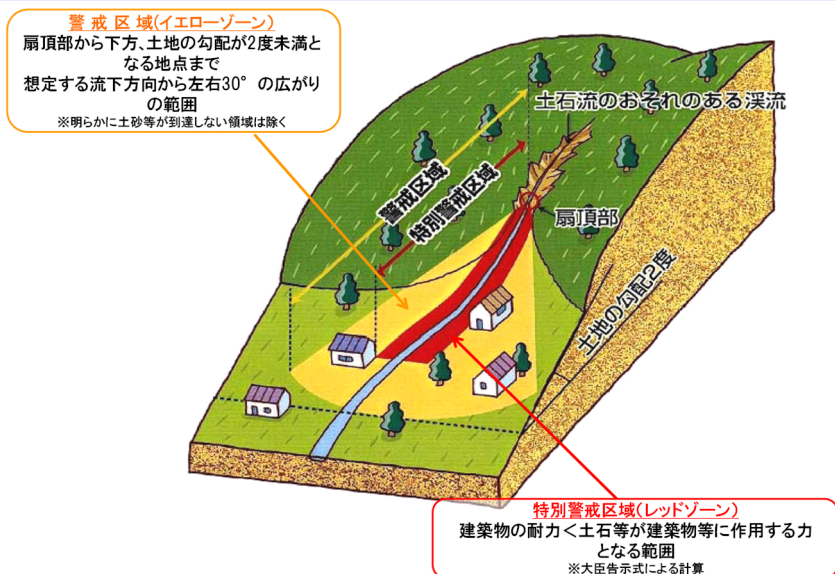 警 戒 区 域(イエローゾーン)
扇頂部から下方、土地の勾配が2度未満と
なる地点まで
想定する流下方向から左右30°の広がり
の範囲
※明らかに土砂等が到達しない領域は除く
土石流のおそれのある渓流
警戒区域
特別警戒区域
扇頂部
土地の勾配2度
特別警戒区域(レッドゾーン)
建築物の耐力<土石等が建築物等に作用する力
となる範囲
※大臣告示式による計算